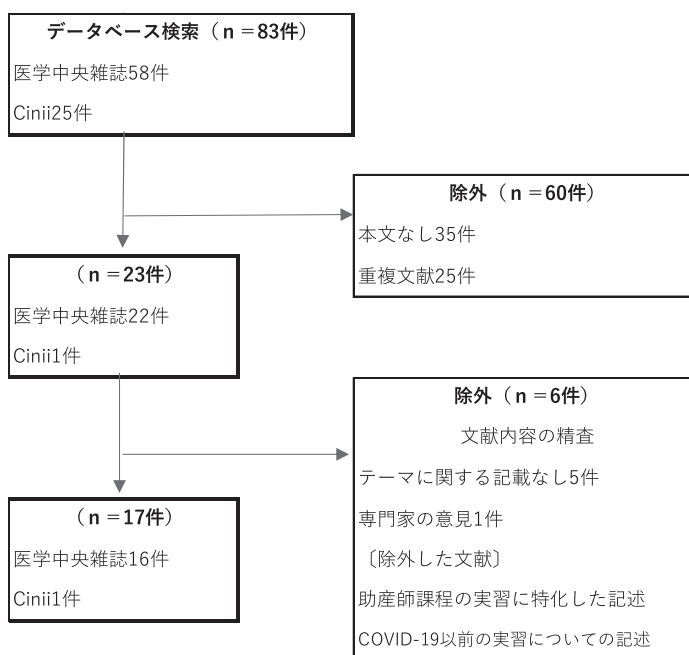 データベース検索（n＝83件）
医学中央雑誌58件
Cinii25件
除外（n＝60件）
本文なし35件
重複文献25件
（n＝23件）
医学中央雑誌22件
Cinii1件
除外（n＝6件）
文献内容の精査
テーマに関する記載なし5件
専門家の意見1件
〔除外した文献〕
助産師課程の実習に特化した記述
COVID-19以前の実習についての記述
（n＝17件）
医学中央雑誌16件
Cinii1件